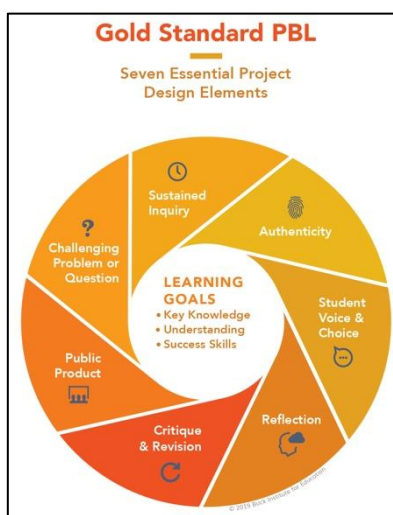 Gold Standard PBL
Seven Essential Project
Design Elements
?
Challenging
Problem or
Question
Sustained
Inquiry
Authenticity
Student
Voice &
Choice
Reflection
Critique
& Revision
Public
Product
LEARNING
GOALS
• Key Knowledge
• Understanding
• Success Skills
© 2019 Buck Institute for Education